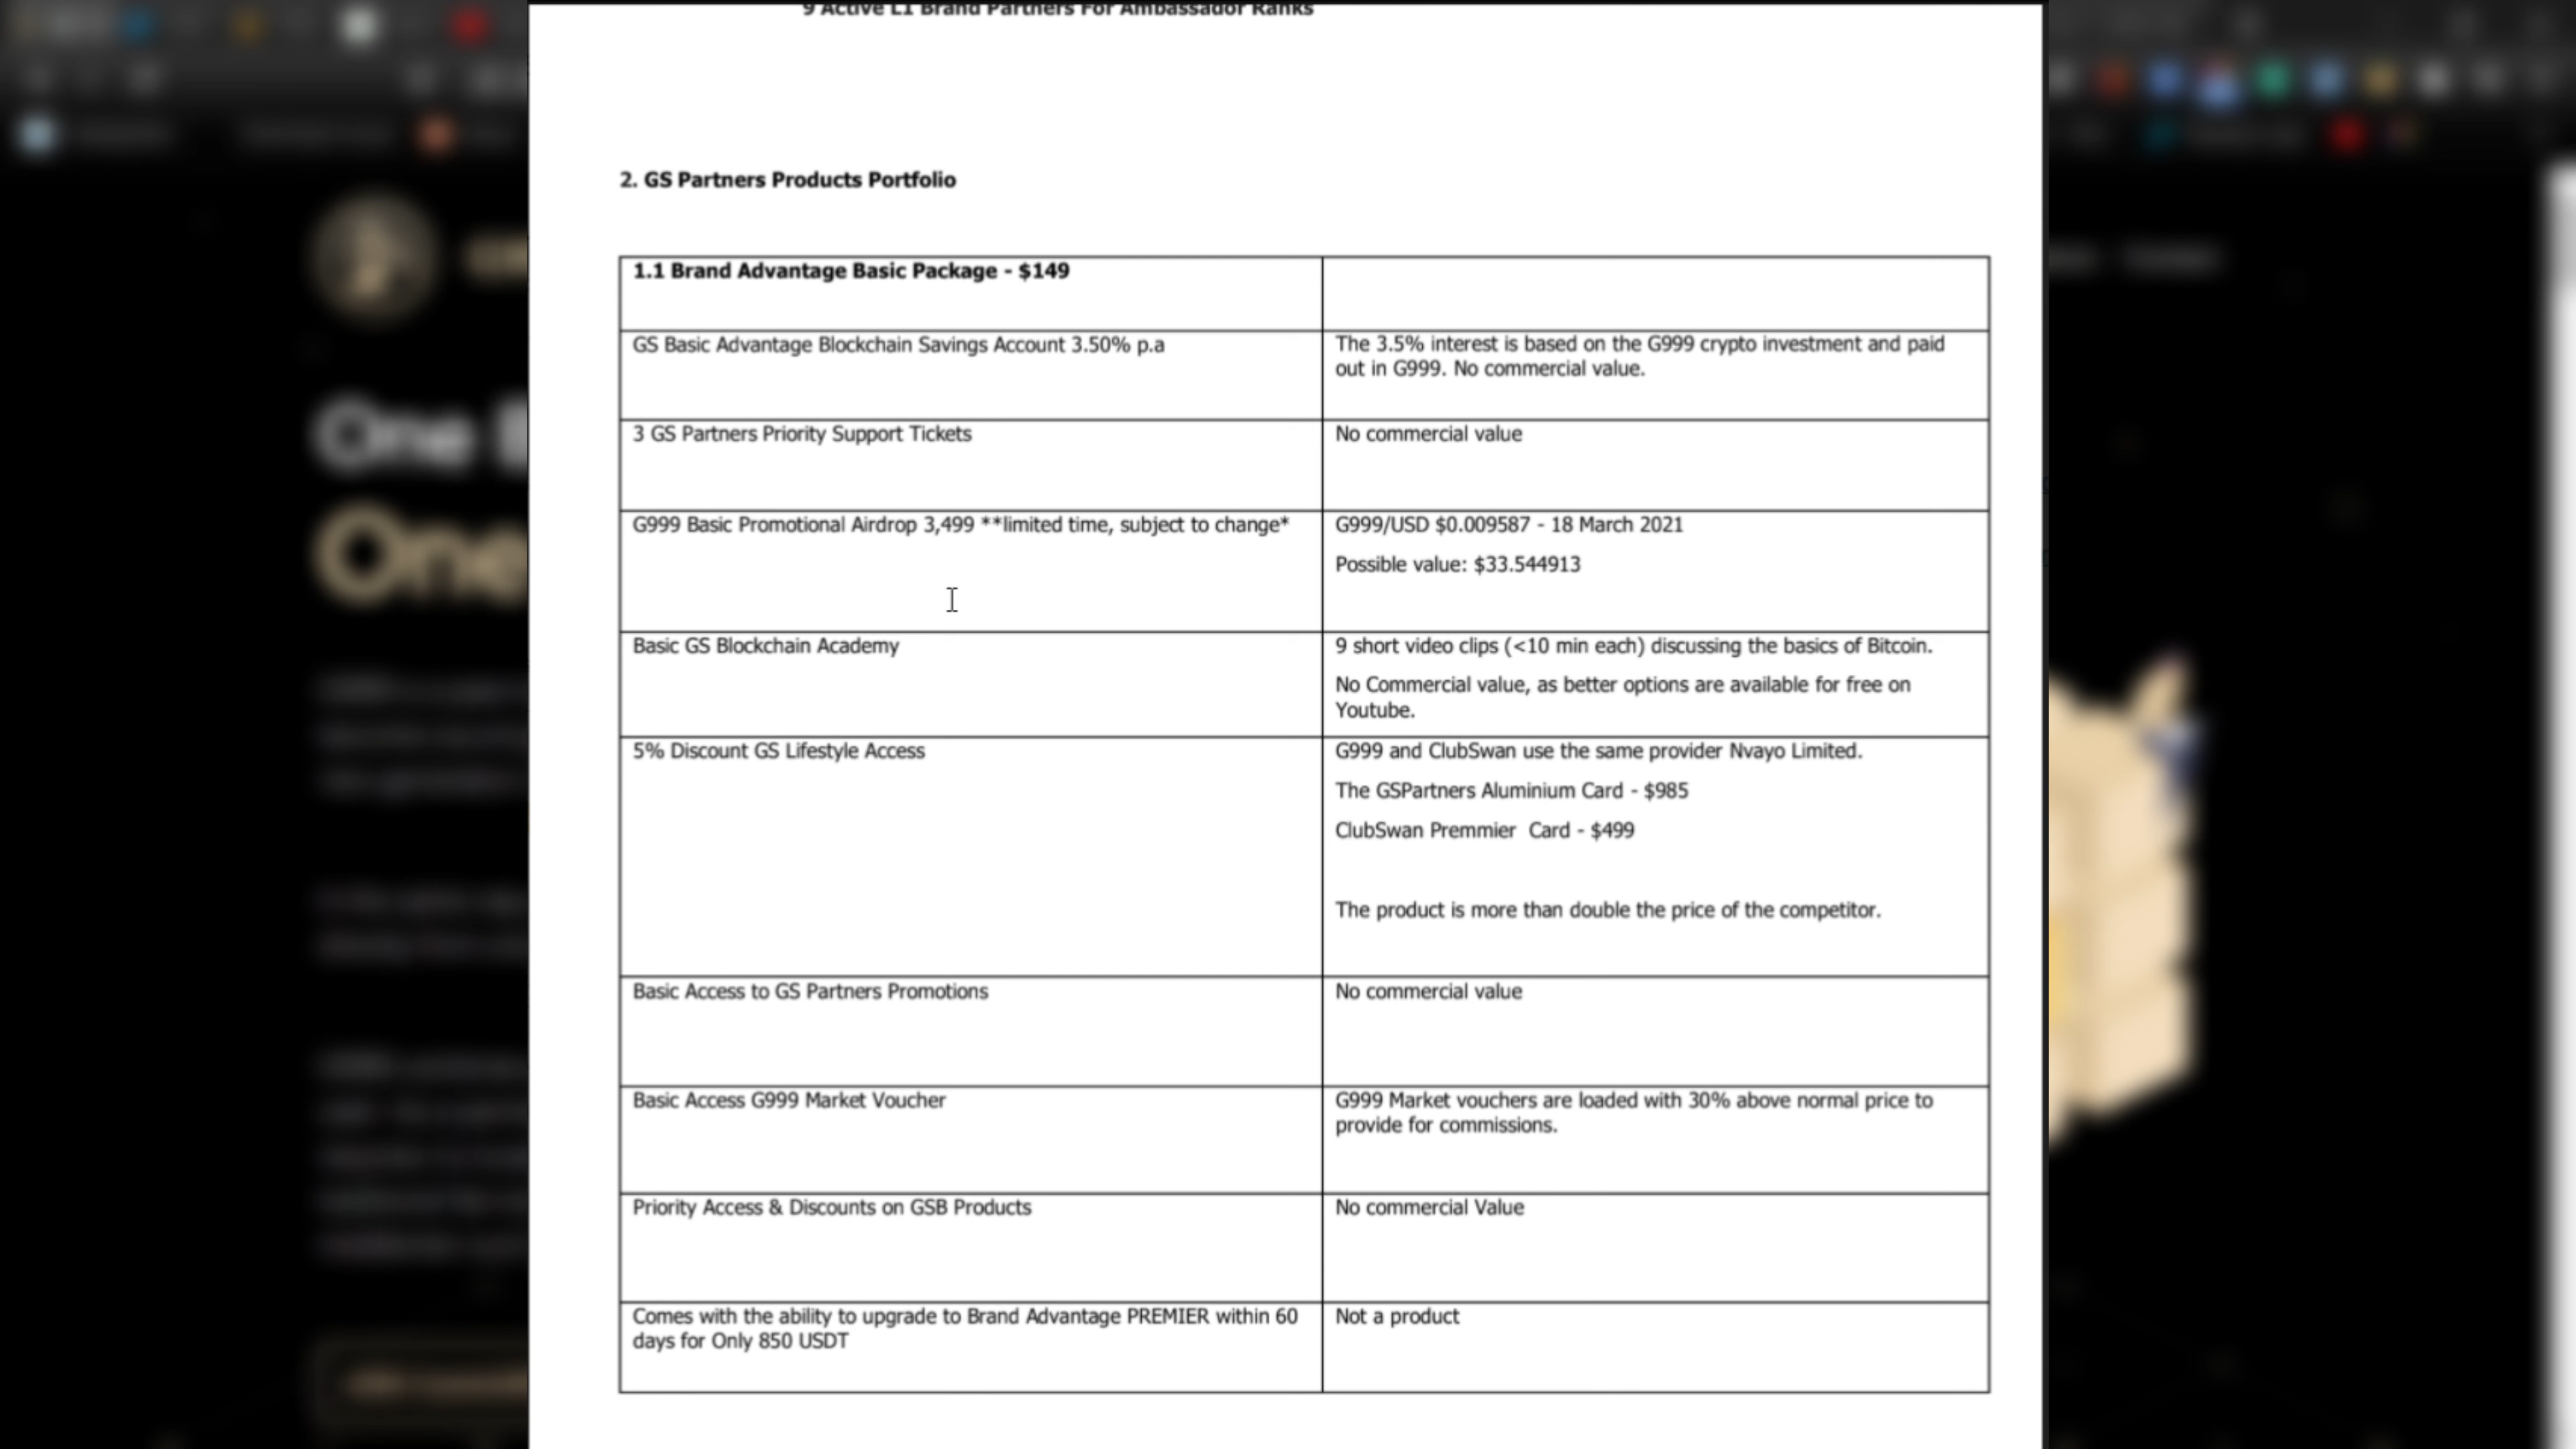 9 Active L1 Brand Partners For Ambassador Ranks
2. GS Partners Products Portfolio
1.1 Brand Advantage Basic Package - $149
GS Basic Advantage Blockchain Savings Account 3.50% p.a
The 3.5% interest is based on the G999 crypto investment and paid
out in G999. No commercial value.
3 GS Partners Priority Support Tickets
No commercial value
G999 Basic Promotional Airdrop 3,499 **limited time, subject to change*
G999/USD $0.009587 - 18 March 2021
Possible value: $33.544913
Basic GS Blockchain Academy
9 short video clips (<10 min each) discussing the basics of Bitcoin.
No Commercial value, as better options are available for free on
Youtube.
5% Discount GS Lifestyle Access
G999 and ClubSwan use the same provider Nvayo Limited.
The GSPartners Aluminium Card - $985
ClubSwan Premmier Card - $499
The product is more than double the price of the competitor.
Basic Access to GS Partners Promotions
No commercial value
Basic Access G999 Market Voucher
G999 Market vouchers are loaded with 30% above normal price to
provide for commissions.
Priority Access & Discounts on GSB Products
No commercial Value
Comes with the ability to upgrade to Brand Advantage PREMIER within 60
days for Only 850 USDT
Not a product
One
One